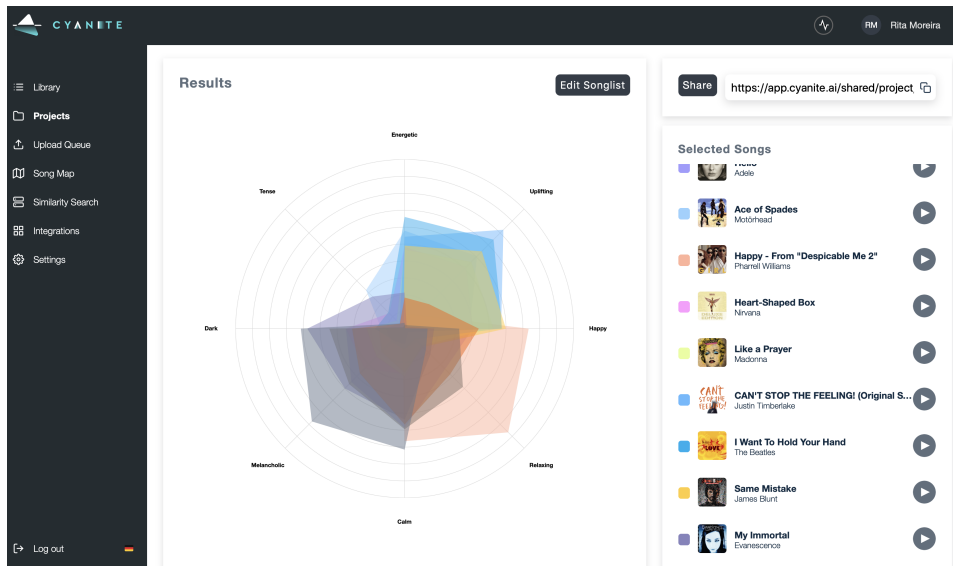 CYANITE
RM
Rita Moreira
Library
Projects
Upload Queue
Song Map
Similarity Search
Integrations
Settings
Log out
Results
Edit Songlist
Energetic
Tense
Uplifting
Dark
Happy
Melancholic
Relaxing
Calm
Share
https://app.cyanite.ai/shared/project,
Selected Songs
Hello
Adele
Ace of Spades
Motörhead
Happy - From "Despicable Me 2"
Pharrell Williams
Heart-Shaped Box
Nirvana
Like a Prayer
Madonna
CAN'T STOP THE FEELING! (Original S...
Justin Timberlake
I Want To Hold Your Hand
The Beatles
Same Mistake
James Blunt
My Immortal
Evanescence